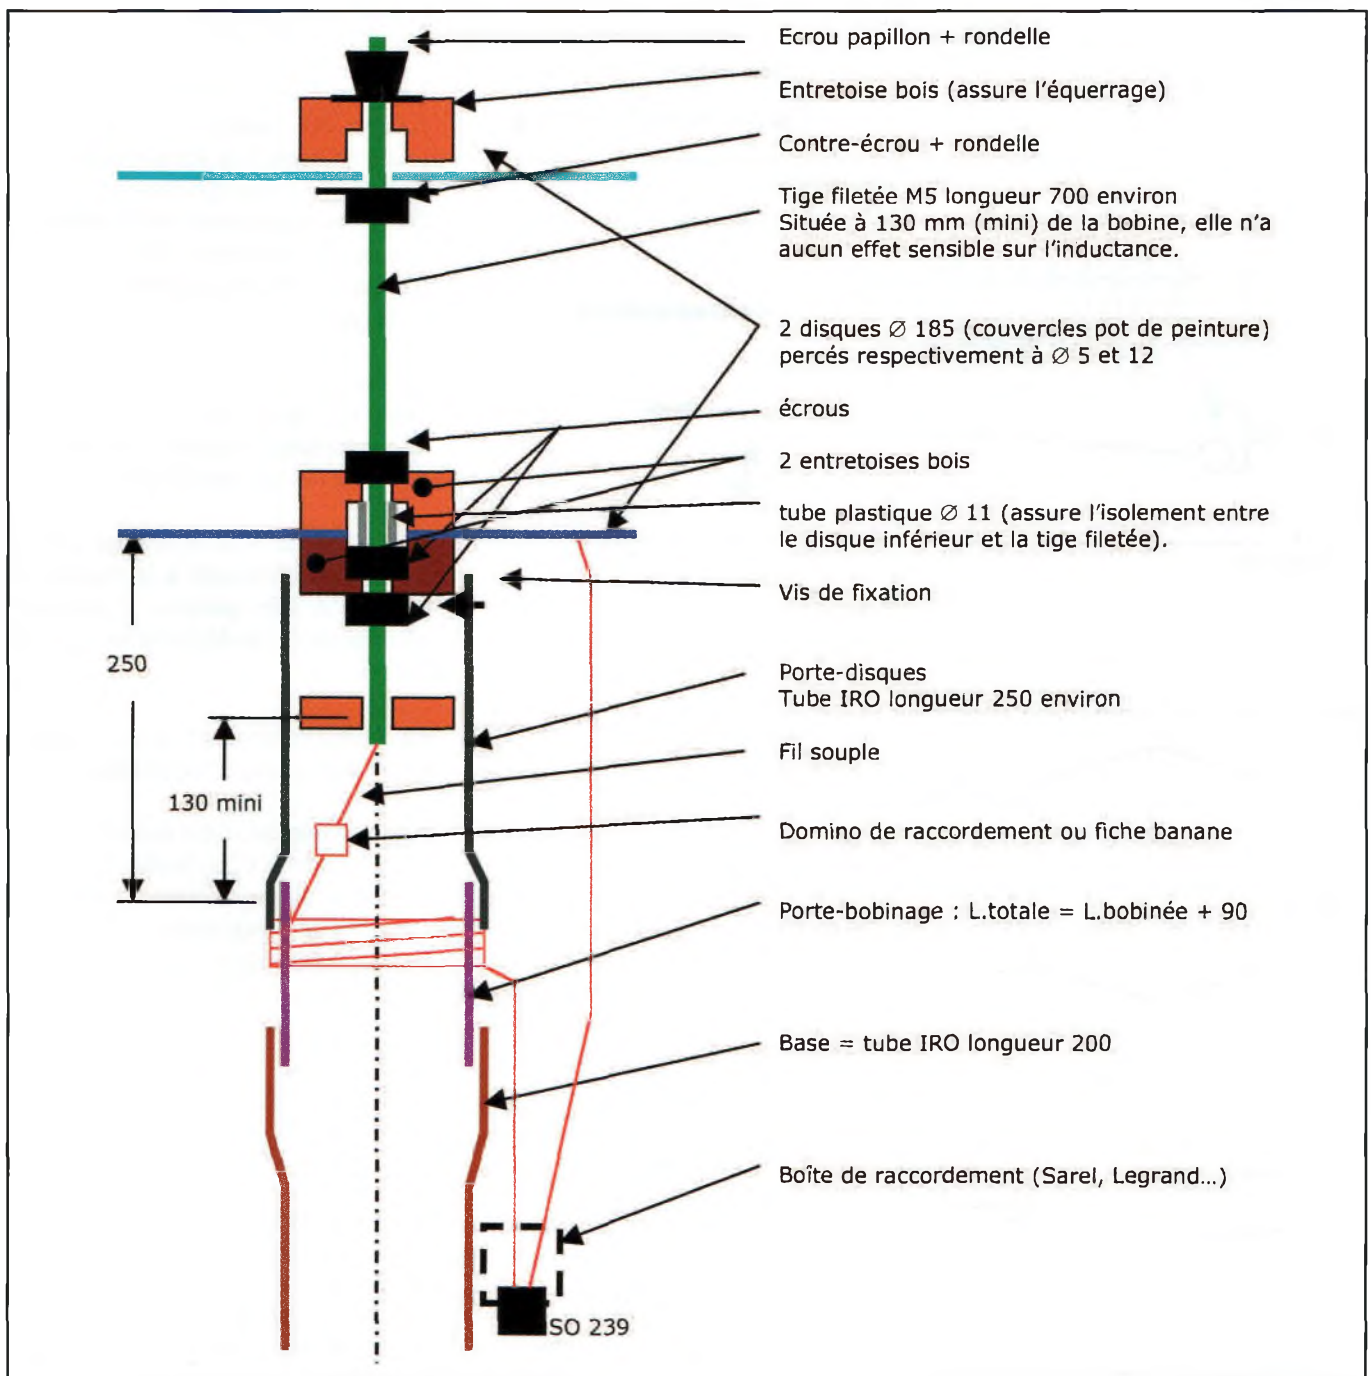 Ecrou papillon + rondelle
Entretoise bois (assure l'équerrage)
Contre-écrou + rondelle
Tige filetée M5 longueur 700 environ
Située à 130 mm (mini) de la bobine, elle n'a
aucun effet sensible sur l'inductance.
2 disques ∅ 185 (couvercles pot de peinture)
percés respectivement à ∅ 5 et 12
écrous
2 entretoises bois
tube plastique ∅ 11 (assure l'isolement entre
le disque inférieur et la tige filetée).
Vis de fixation
250
Porte-disques
Tube IRO longueur 250 environ
Fil souple
130 mini
Domino de raccordement ou fiche banane
Porte-bobinage : L.totale = L.bobinée + 90
Base = tube IRO longueur 200
Boîte de raccordement (Sarel, Legrand...)
SO 239